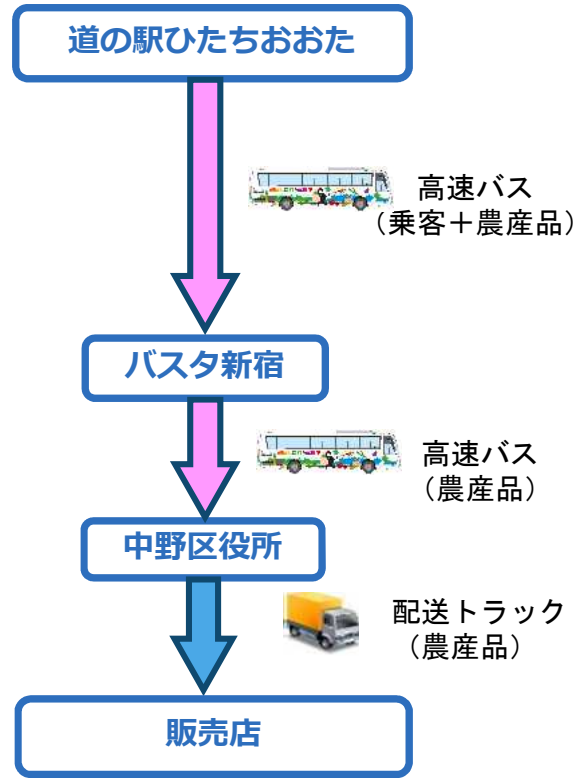 道の駅ひたちおおた
高速バス
（乗客＋農産品）
バスタ新宿
高速バス
（農産品）
中野区役所
配送トラック
（農産品）
販売店